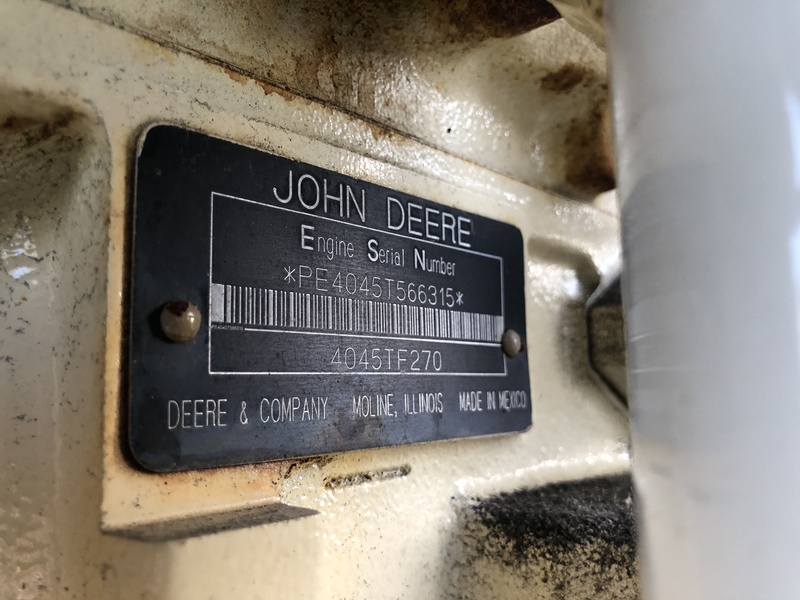 JOHN DEERE
Engine Serial Number
*PE4045T566315*
4045TF270
DEERE & COMPANY MOLINE, ILLINOIS MADE IN MEXICO